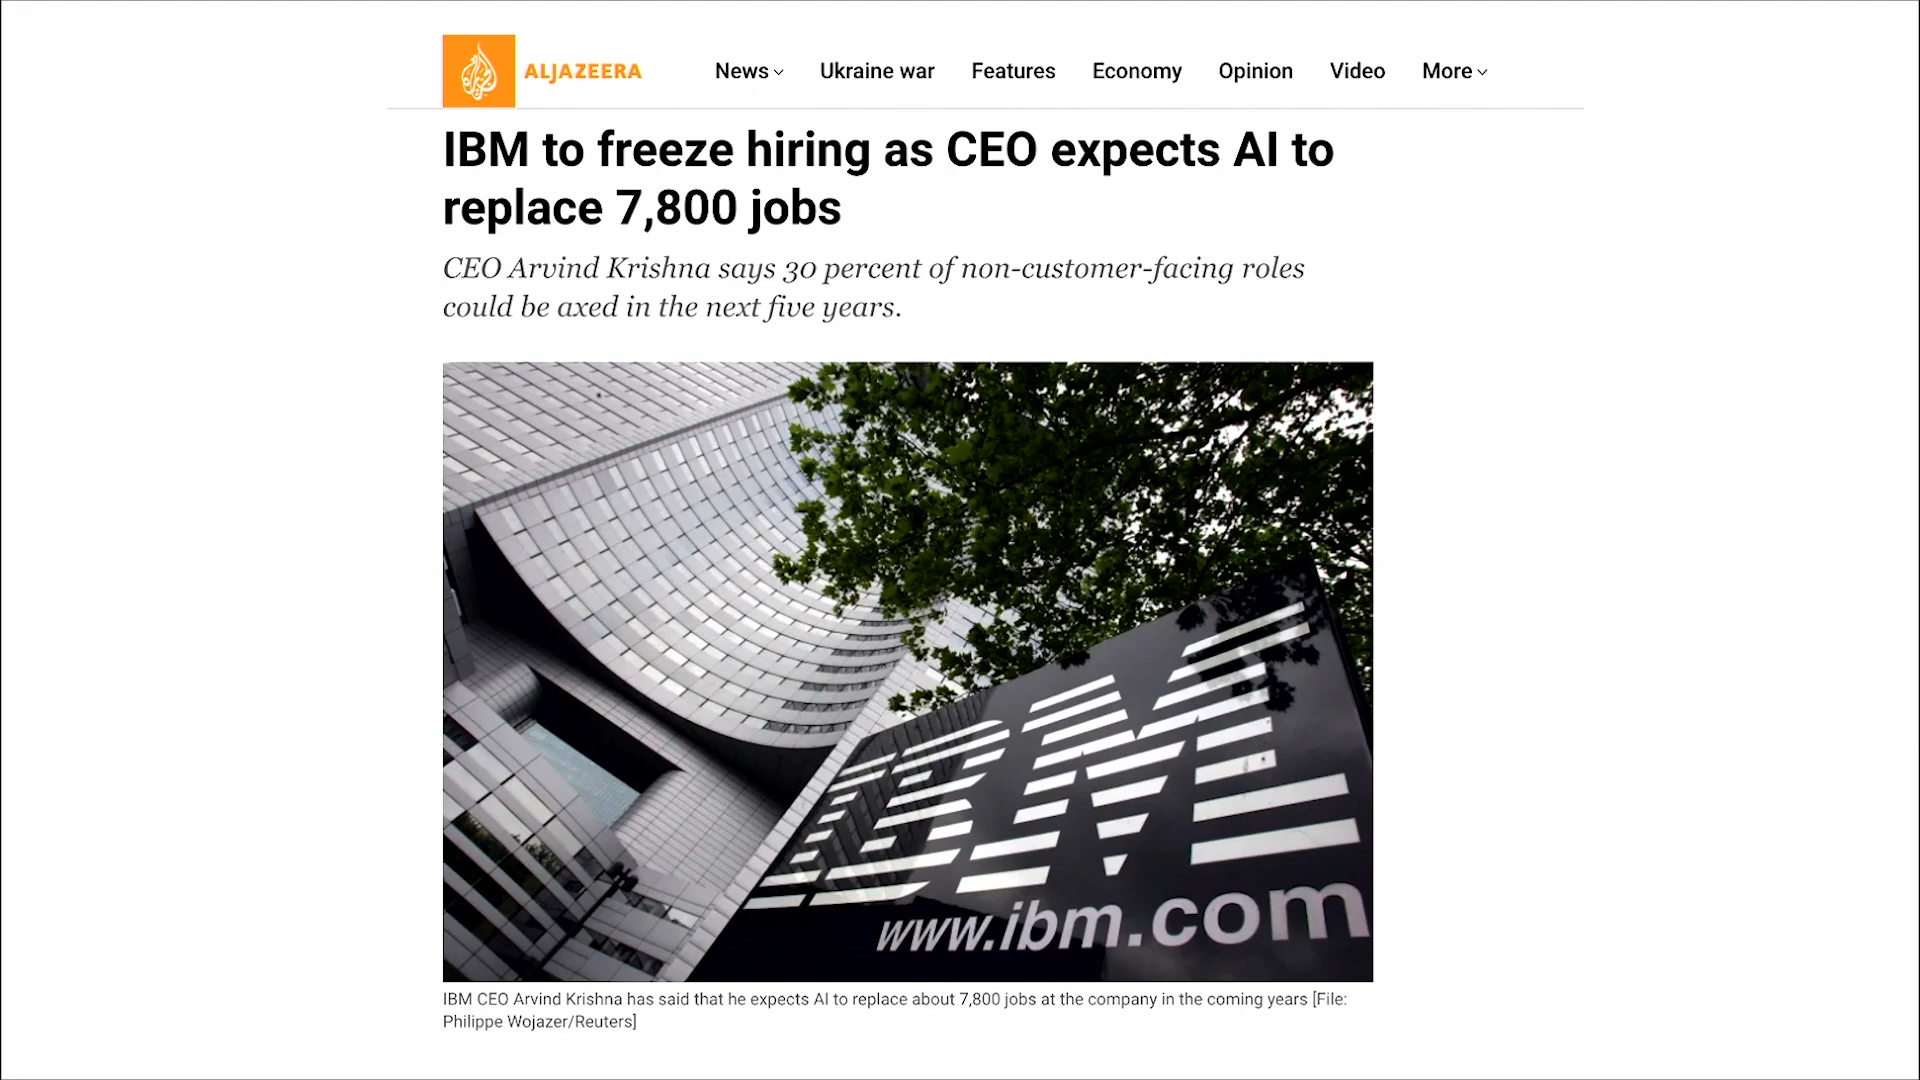 ALJAZEERA
News Ukraine war Features Economy Opinion Video More
IBM to freeze hiring as CEO expects AI to
replace 7,800 jobs
CEO Arvind Krishna says 30 percent of non-customer-facing roles
could be axed in the next five years.
IBM
www.ibm.com
IBM CEO Arvind Krishna has said that he expects AI to replace about 7,800 jobs at the company in the coming years [File:
Philippe Wojazer/Reuters]